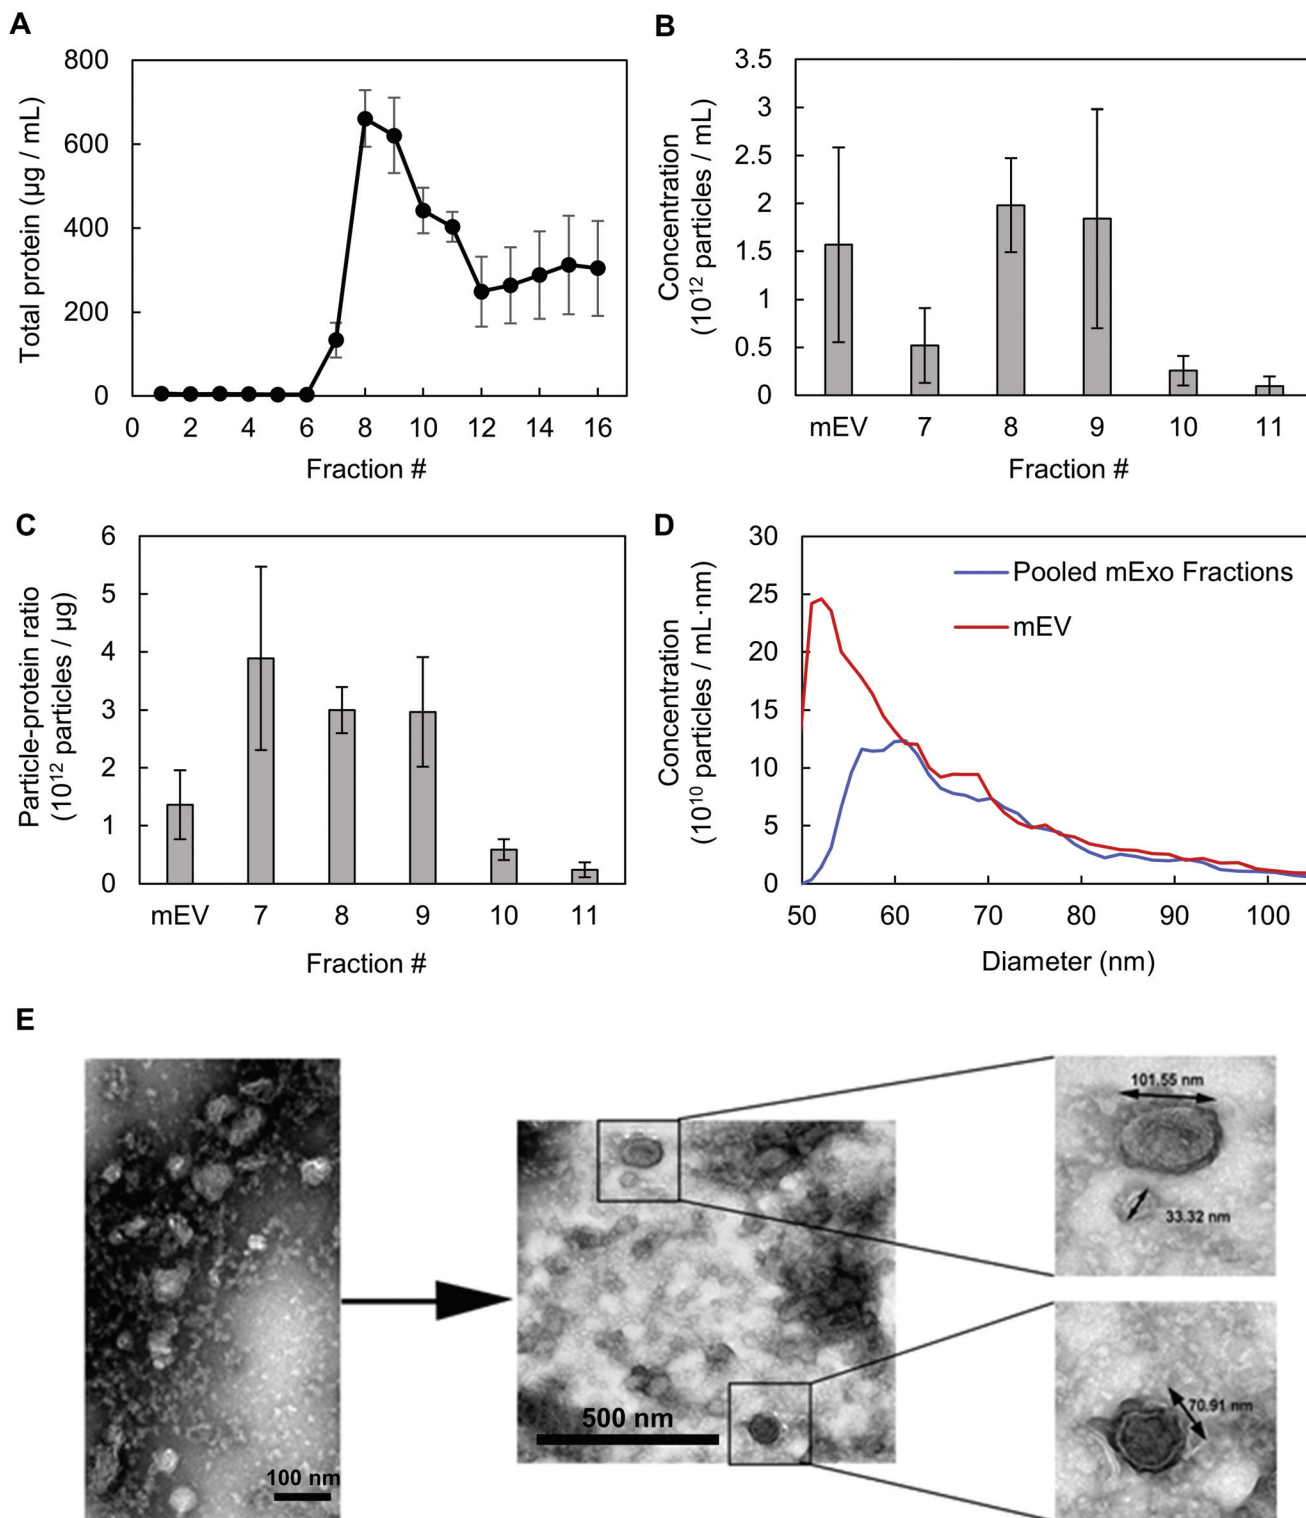 A
800
600
400
200
0
Total protein (µg / mL)
0 2 4 6 8 10 12 14 16
Fraction #
B
3.5
3
2.5
2
1.5
1
0.5
0
Concentration
(10¹² particles / mL)
mEV 7 8 9 10 11
Fraction #
C
6
5
4
3
2
1
0
Particle-protein ratio
(10¹² particles / µg)
mEV 7 8 9 10 11
Fraction #
D
30
25
20
15
10
5
0
Concentration
(10¹⁰ particles / mL·nm)
Pooled mExo Fractions
mEV
50 60 70 80 90 100
Diameter (nm)
E
100 nm
500 nm
101.55 nm
33.32 nm
70.91 nm